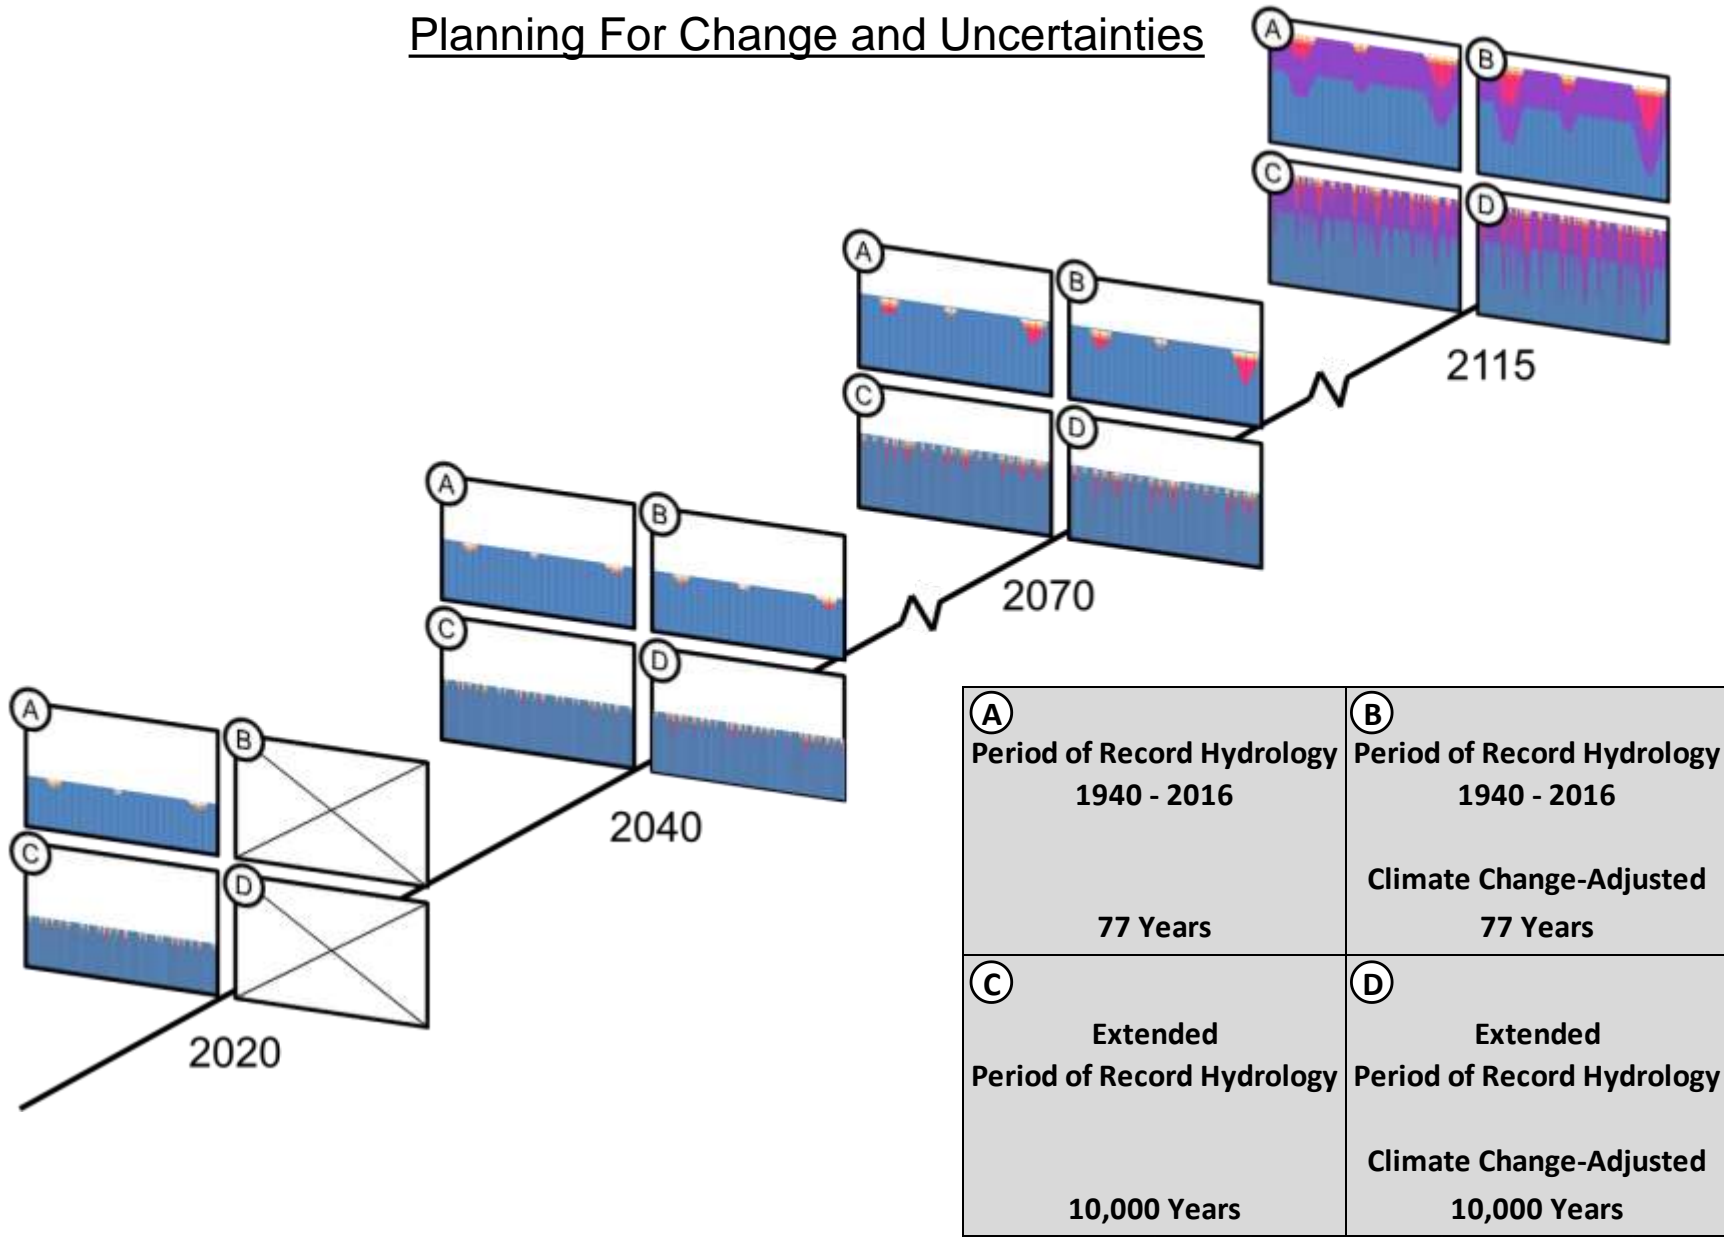 Planning For Change and Uncertainties
A
B
C
D
2115
A
B
C
D
2070
A
B
C
D
2040
A
B
C
D
2020
A
Period of Record Hydrology
1940 - 2016
77 Years
B
Period of Record Hydrology
1940 - 2016
Climate Change-Adjusted
77 Years
C
Extended
Period of Record Hydrology
10,000 Years
D
Extended
Period of Record Hydrology
Climate Change-Adjusted
10,000 Years